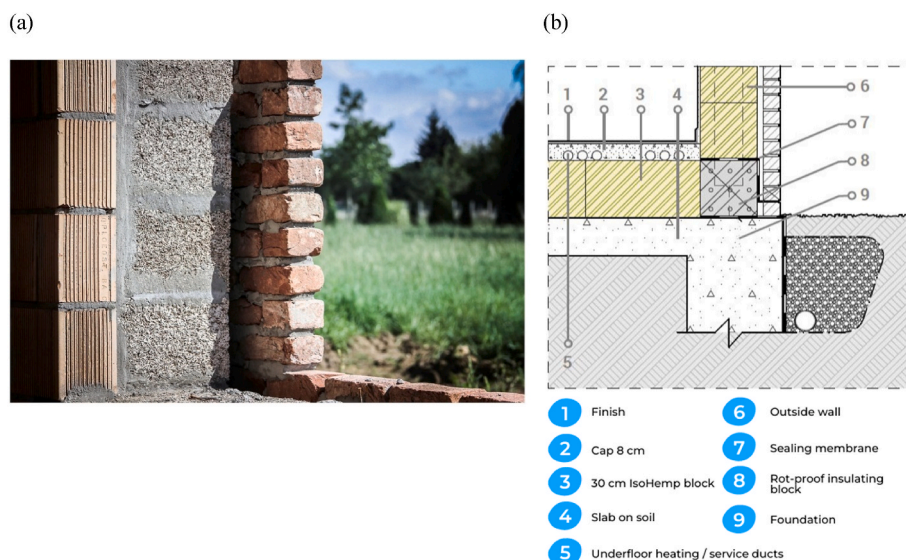 (a)
(b)
1 2 3 4
6
7
8
9
5
1 Finish
2 Cap 8 cm
3 30 cm IsoHemp block
4 Slab on soil
5 Underfloor heating / service ducts
6 Outside wall
7 Sealing membrane
8 Rot-proof insulating
block
9 Foundation